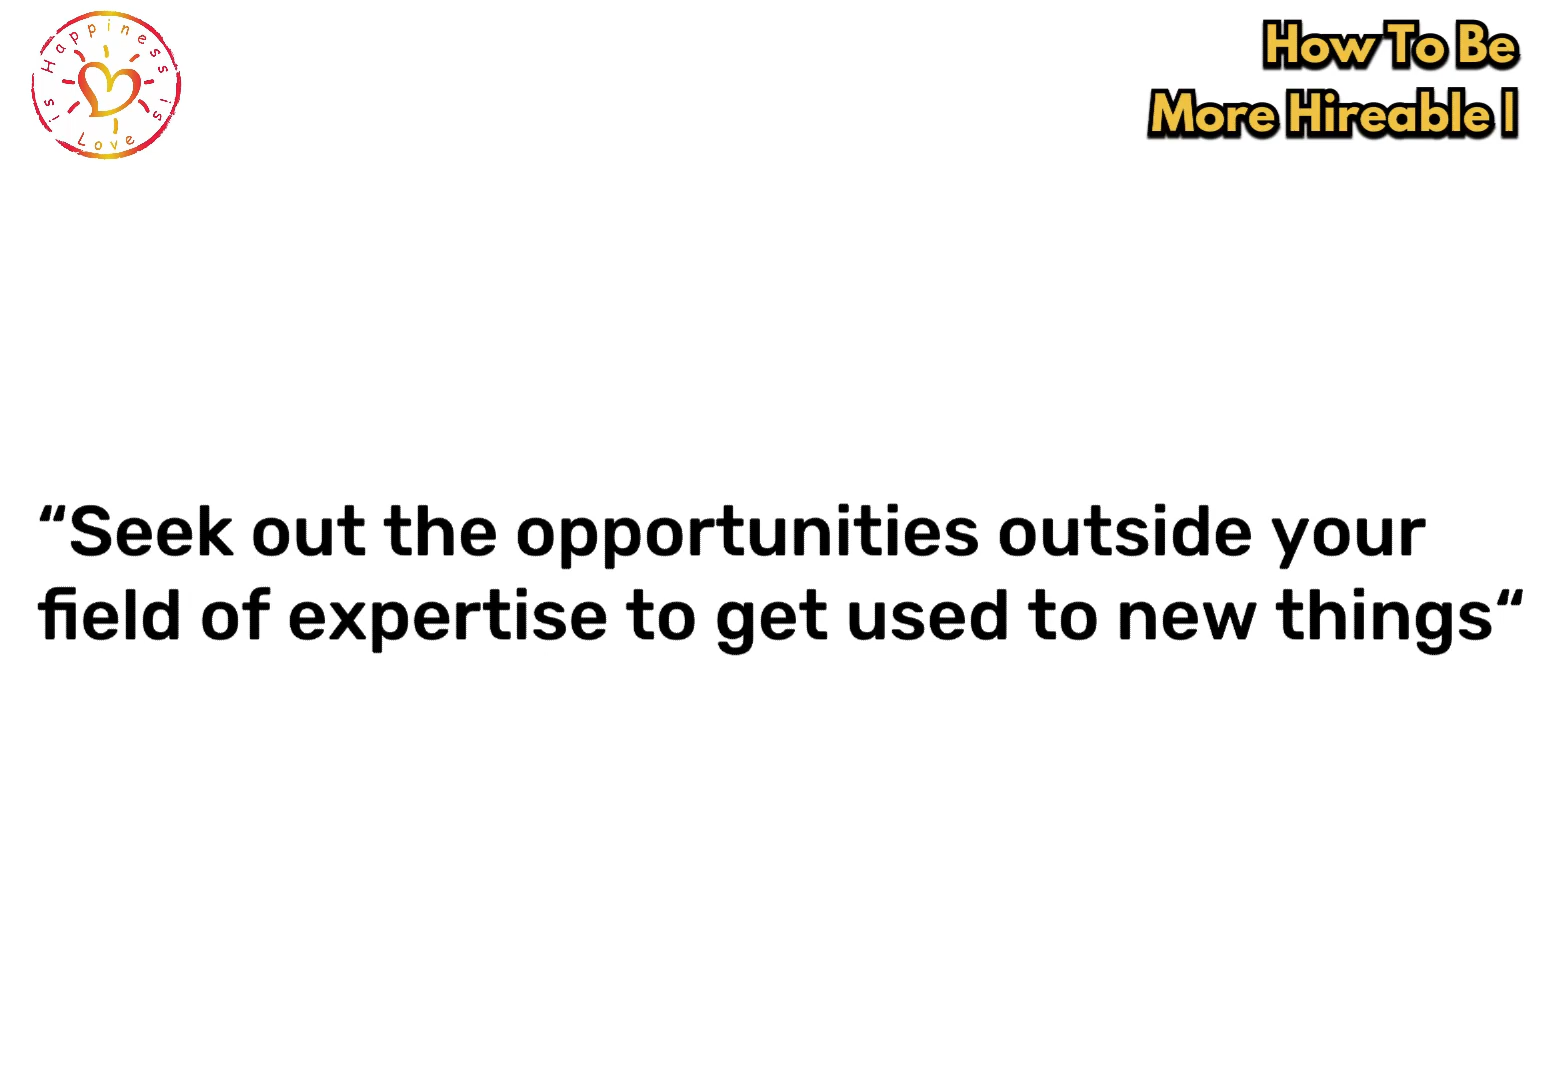 is Happiness is
Love
How To Be
More Hireable |
“Seek out the opportunities outside your
field of expertise to get used to new things“